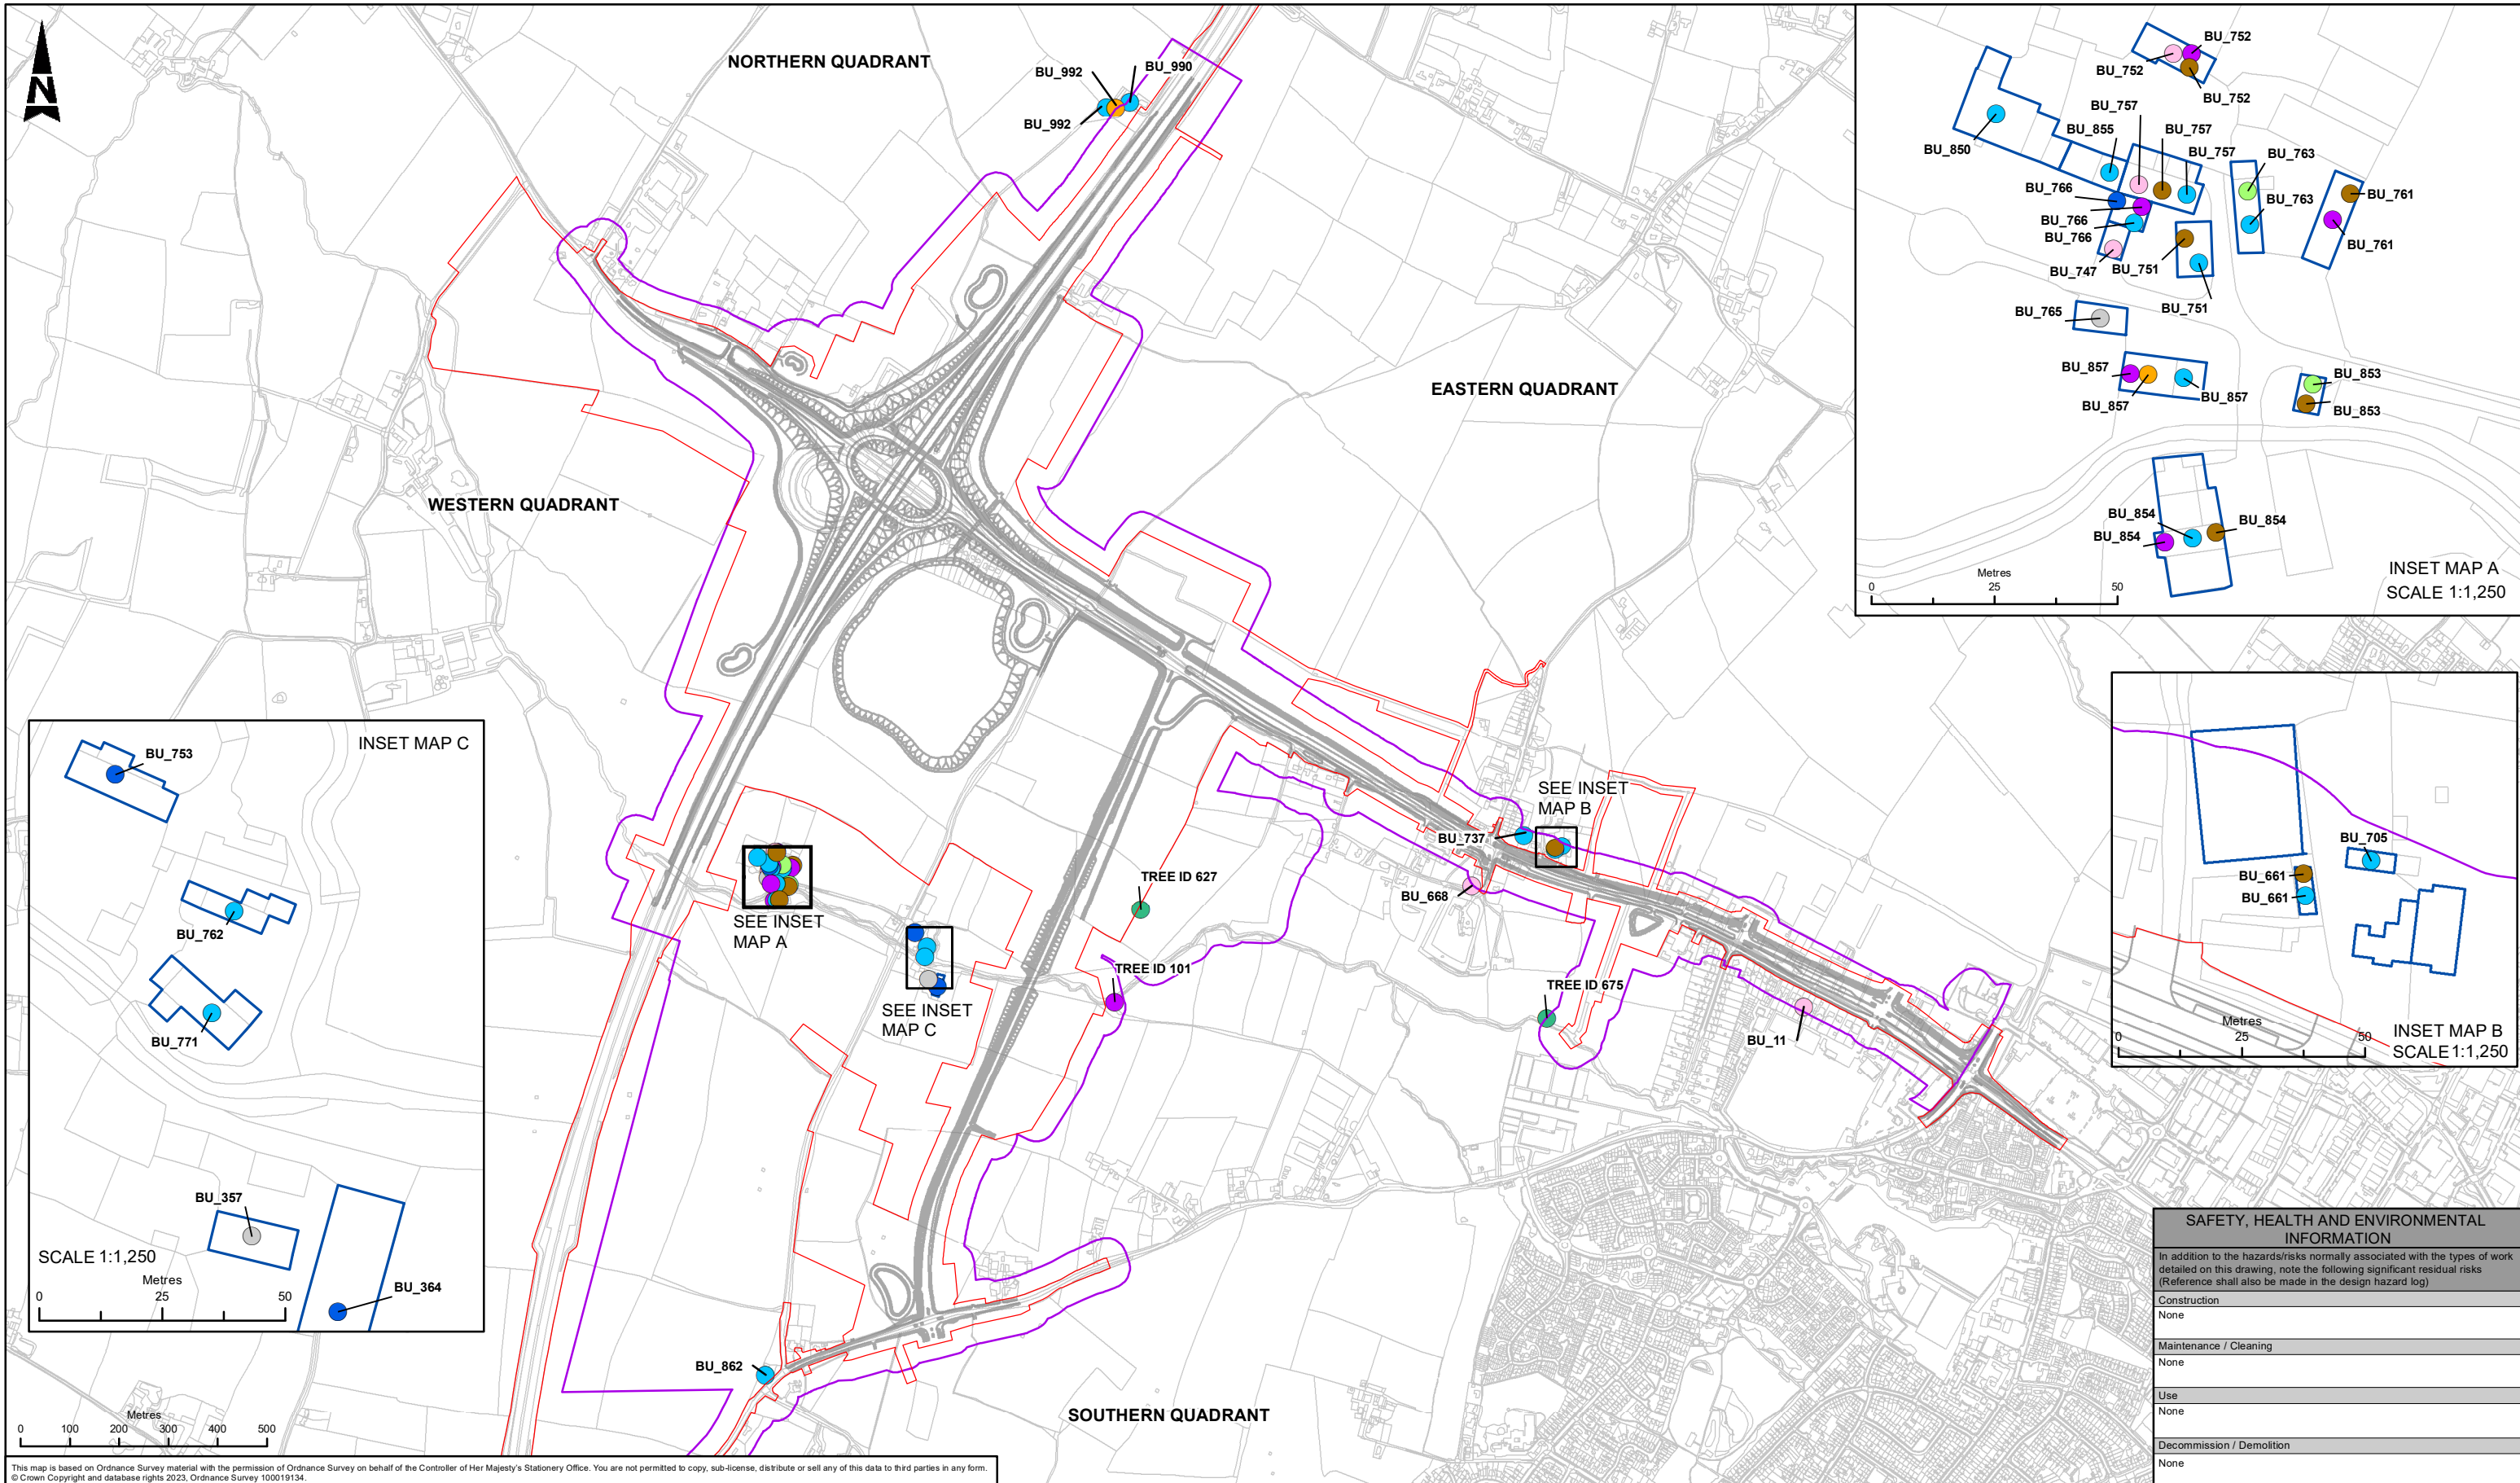 N
NORTHERN QUADRANT
BU_992
BU_990
BU_992
EASTERN QUADRANT
WESTERN QUADRANT
BU_752
BU_752
BU_752
BU_757
BU_757
BU_855
BU_757
BU_763
BU_850
BU_766
BU_763
BU_761
BU_766
BU_766
BU_761
BU_747
BU_751
BU_751
BU_765
BU_857
BU_857
BU_857
BU_853
BU_853
BU_854
BU_854
BU_854
Metres
0
25
50
INSET MAP A
SCALE 1:1,250
INSET MAP C
BU_753
BU_762
BU_771
BU_357
SCALE 1:1,250
Metres
0
25
50
BU_364
SEE INSET
MAP A
SEE INSET
MAP C
TREE ID 627
TREE ID 101
SEE INSET
MAP B
BU_737
BU_668
TREE ID 675
BU_11
BU_705
BU_661
BU_661
Metres
0
25
50
INSET MAP B
SCALE 1:1,250
BU_862
SOUTHERN QUADRANT
Metres
0
100
200
300
400
500
SAFETY, HEALTH AND ENVIRONMENTAL
INFORMATION
In addition to the hazards/risks normally associated with the types of work
detailed on this drawing, note the following significant residual risks
(Reference shall also be made in the design hazard log)
Construction
None
Maintenance / Cleaning
None
Use
None
Decommission / Demolition
None
This map is based on Ordnance Survey material with the permission of Ordnance Survey on behalf of the Controller of Her Majesty's Stationery Office. You are not permitted to copy, sub-license, distribute or sell any of this data to third parties in any form.
© Crown Copyright and database rights 2023, Ordnance Survey 100019134.